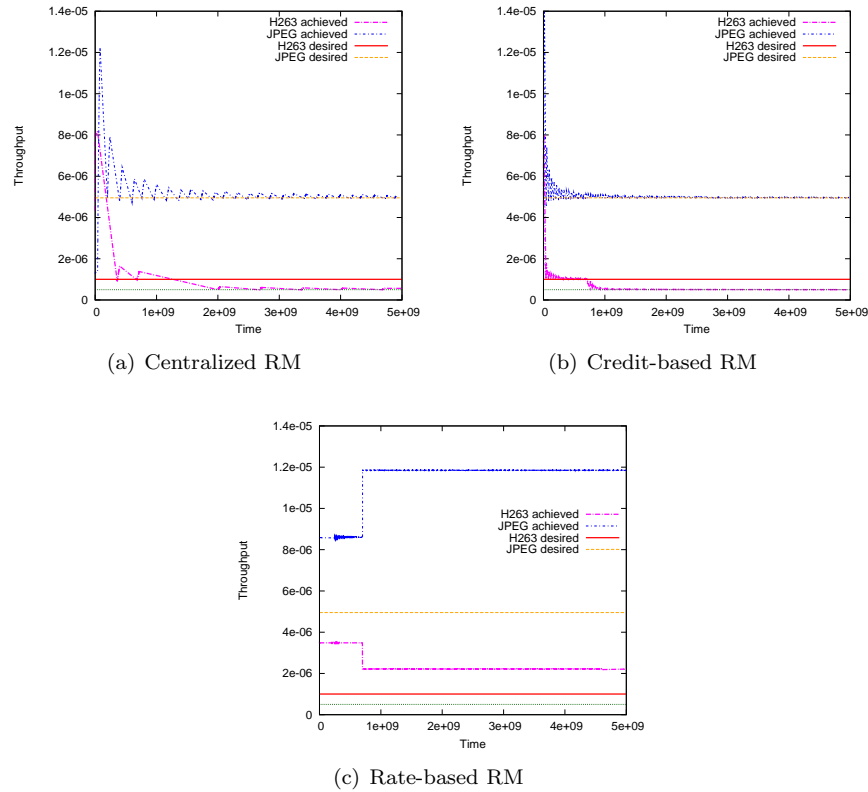 1.4e-05
1.2e-05
1e-05
8e-06
6e-06
4e-06
2e-06
0
Throughput
H263 achieved
JPEG achieved
H263 desired
JPEG desired
0 1e+09 2e+09 3e+09 4e+09 5e+09
Time
(a) Centralized RM
1.4e-05
1.2e-05
1e-05
8e-06
6e-06
4e-06
2e-06
0
Throughput
H263 achieved
JPEG achieved
H263 desired
JPEG desired
0 1e+09 2e+09 3e+09 4e+09 5e+09
Time
(b) Credit-based RM
1.4e-05
1.2e-05
1e-05
8e-06
6e-06
4e-06
2e-06
0
Throughput
H263 achieved
JPEG achieved
H263 desired
JPEG desired
0 1e+09 2e+09 3e+09 4e+09 5e+09
Time
(c) Rate-based RM